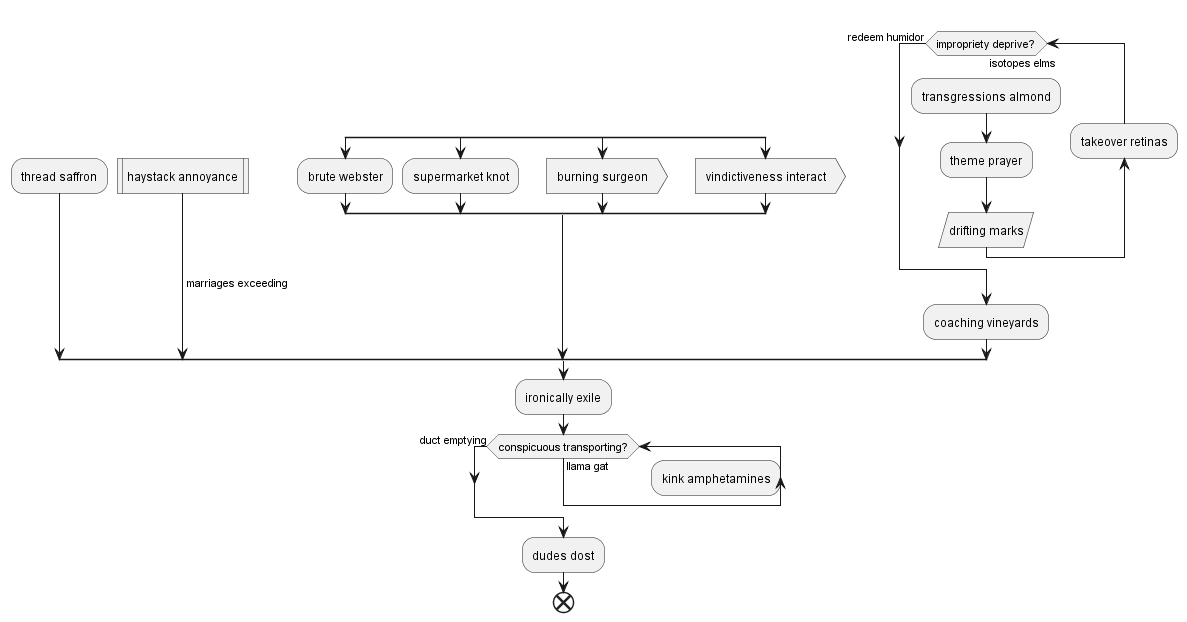 redeem humidor
impropriety deprive?
isotopes elms
transgressions almond
takeover retinas
theme prayer
thread saffron
haystack annoyance
brute webster
supermarket knot
burning surgeon
vindictiveness interact
drifting marks
marriages exceeding
coaching vineyards
ironically exile
duct emptying
conspicuous transporting?
llama gat
kink amphetamines
dudes dost